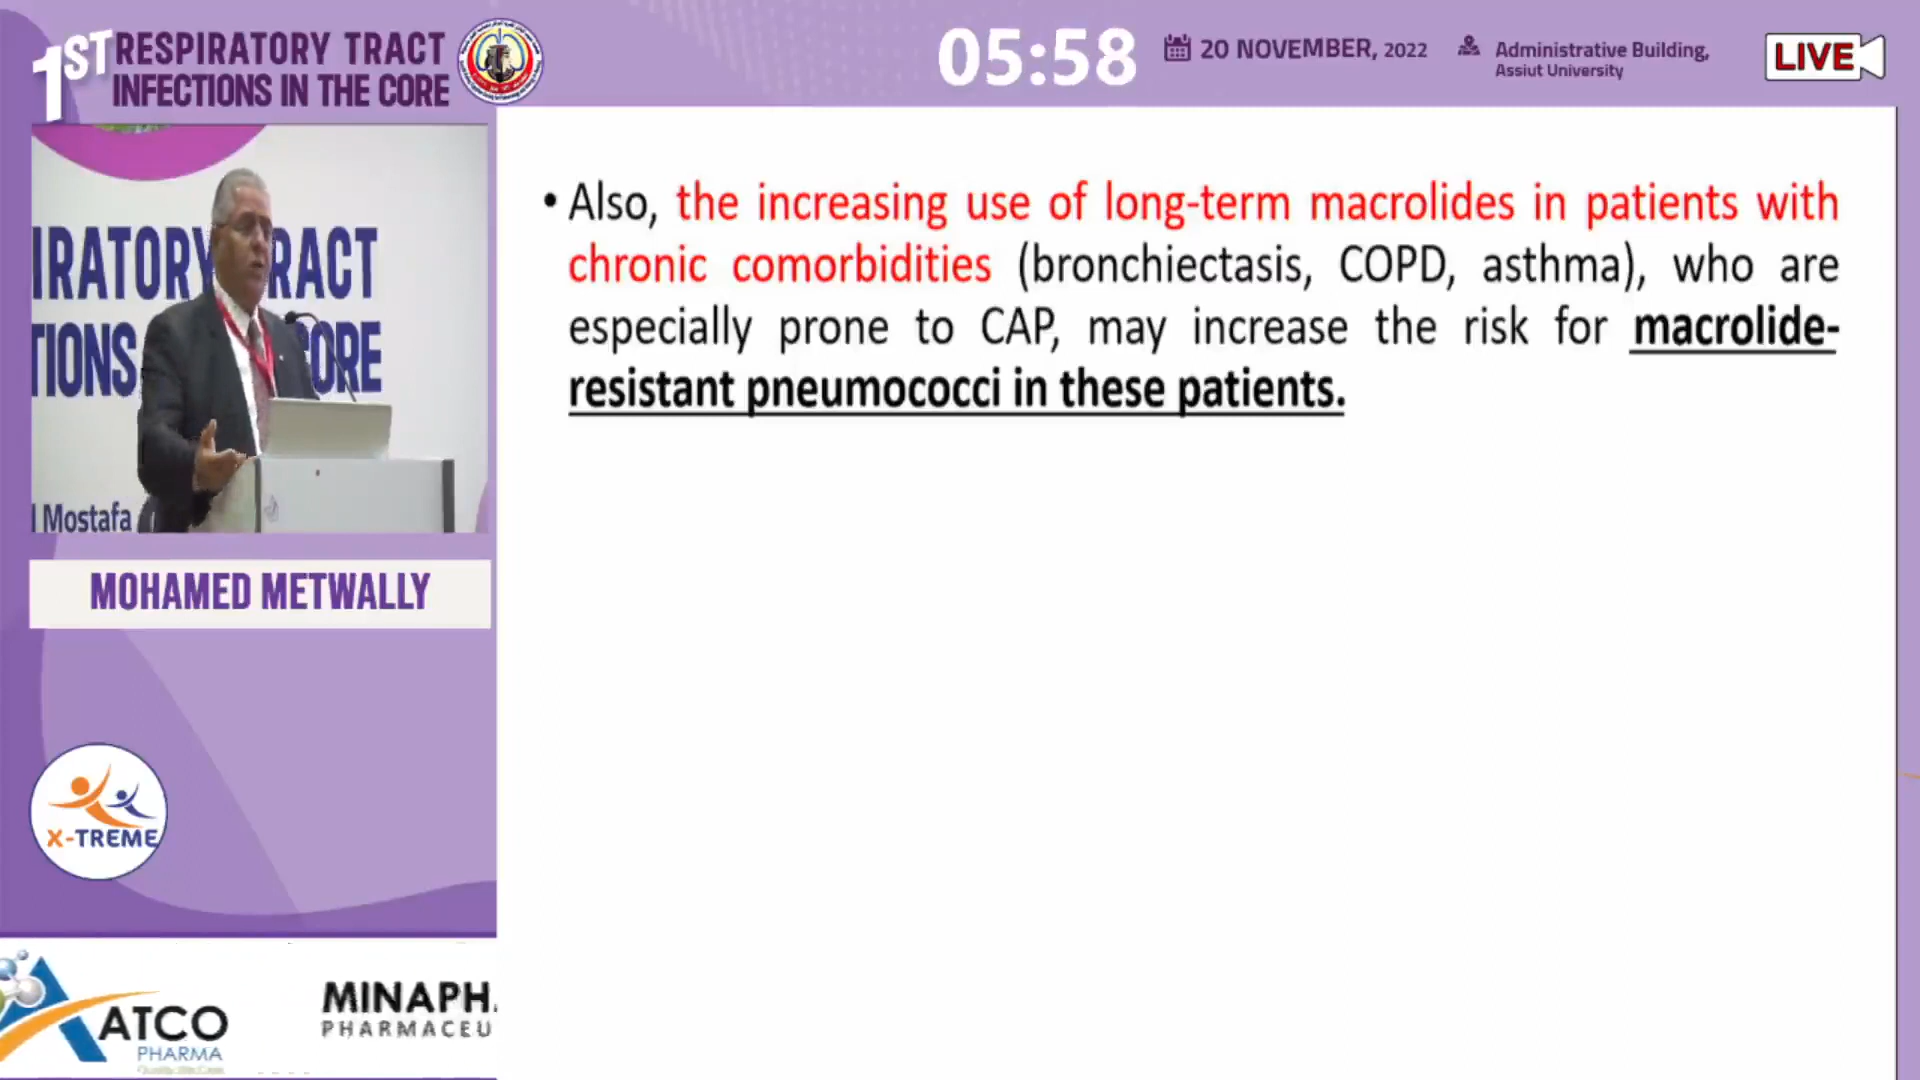 1ST RESPIRATORY TRACT
INFECTIONS IN THE CORE
05:58
20 NOVEMBER, 2022
Administrative Building,
Assiut University
LIVE
IRATORY TRACT
TIONS
CORE
l Mostafa
MOHAMED METWALLY
• Also, the increasing use of long-term macrolides in patients with
chronic comorbidities (bronchiectasis, COPD, asthma), who are
especially prone to CAP, may increase the risk for macrolide-
resistant pneumococci in these patients.
X-TREME
ATCO
PHARMA
MINAPH
PHARMACEU